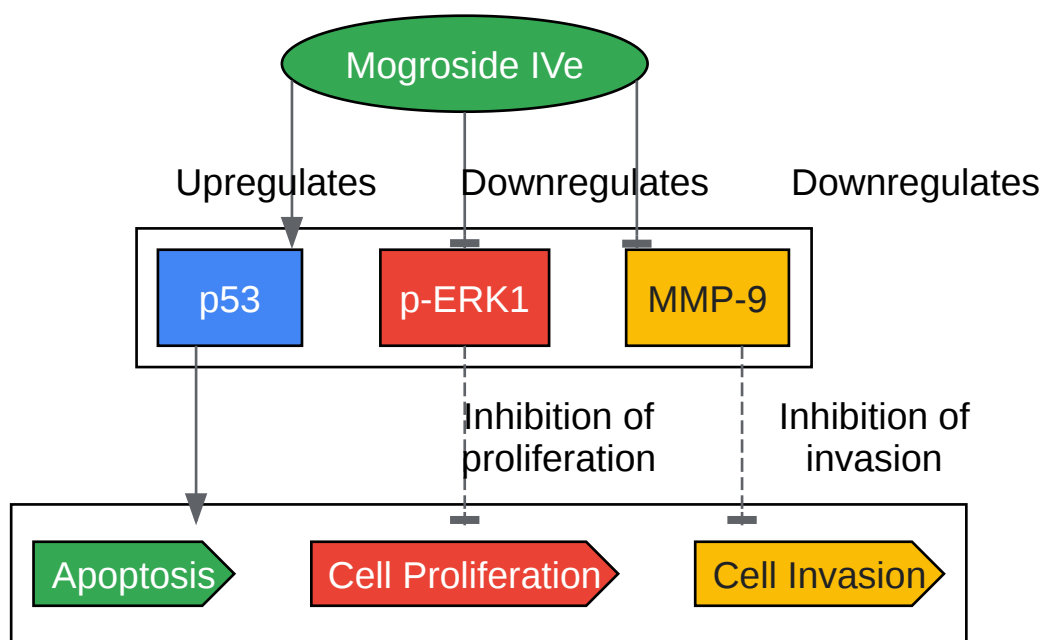 Mogroside IVe
Upregulates
Downregulates
Downregulates
p53
p-ERK1
MMP-9
Inhibition of
proliferation
Inhibition of
invasion
Apoptosis
Cell Proliferation
Cell Invasion